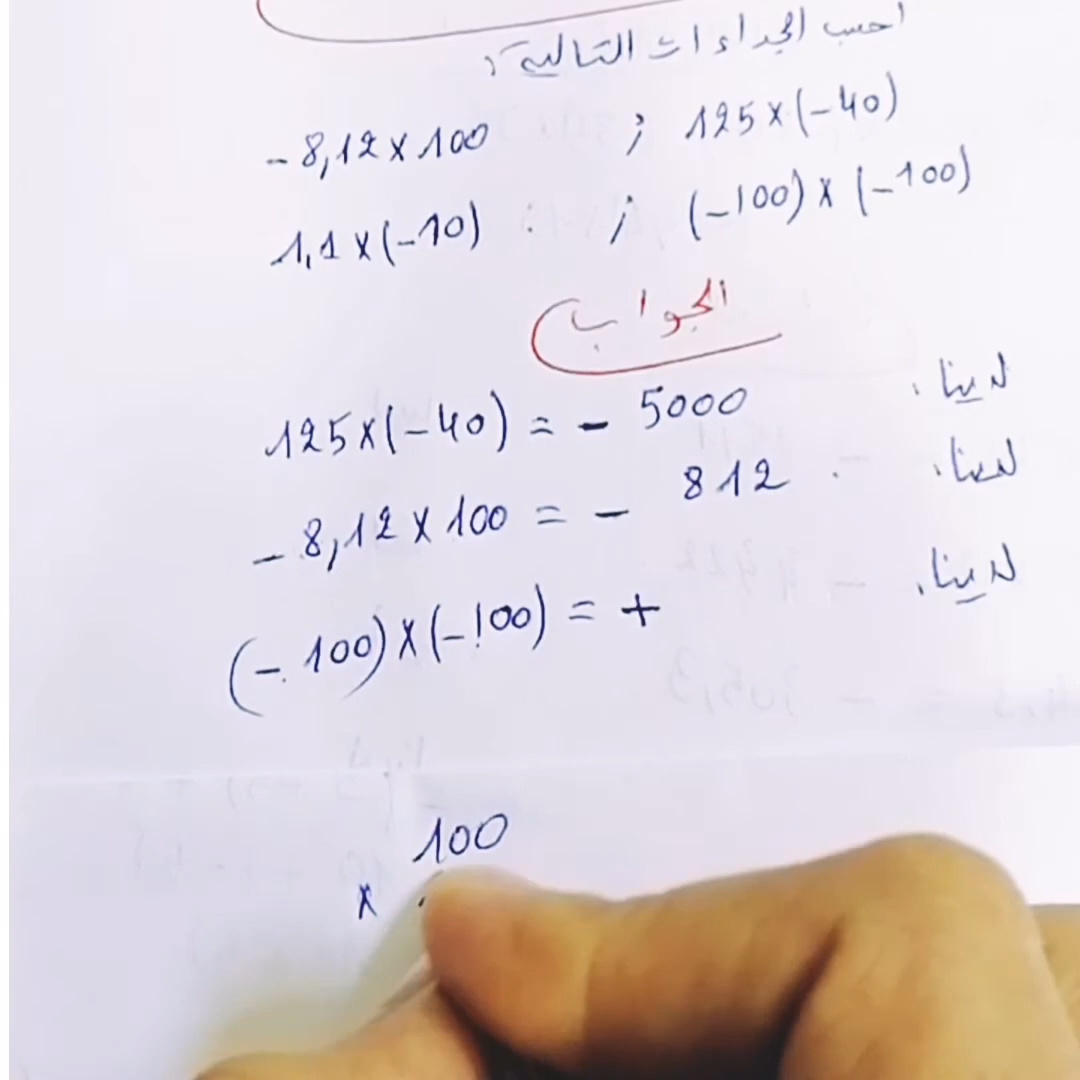 احسب الجداءات التالية:
-8,12 x 100 ; 125 x (-40)
1,1 x (-10) ; (-100) x (-100)
الجواب
لدينا: 125 x (-40) = - 5000
لدينا: -8,12 x 100 = - 812
لدينا: (-100) x (-100) = +
100
x